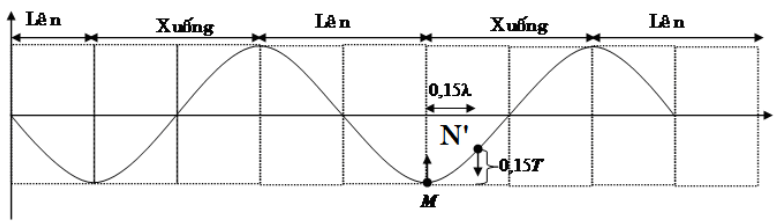 Lên Xuống Lên Xuống Lên
0,15λ
N'
0,15T
M